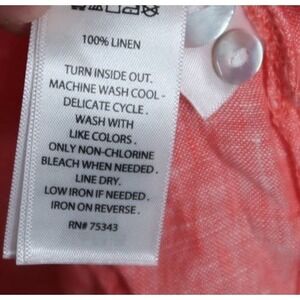 100% LINEN
TURN INSIDE OUT.
MACHINE WASH COOL -
DELICATE CYCLE .
WASH WITH
LIKE COLORS .
ONLY NON-CHLORINE
BLEACH WHEN NEEDED .
LINE DRY.
LOW IRON IF NEEDED .
IRON ON REVERSE .
RN# 75343